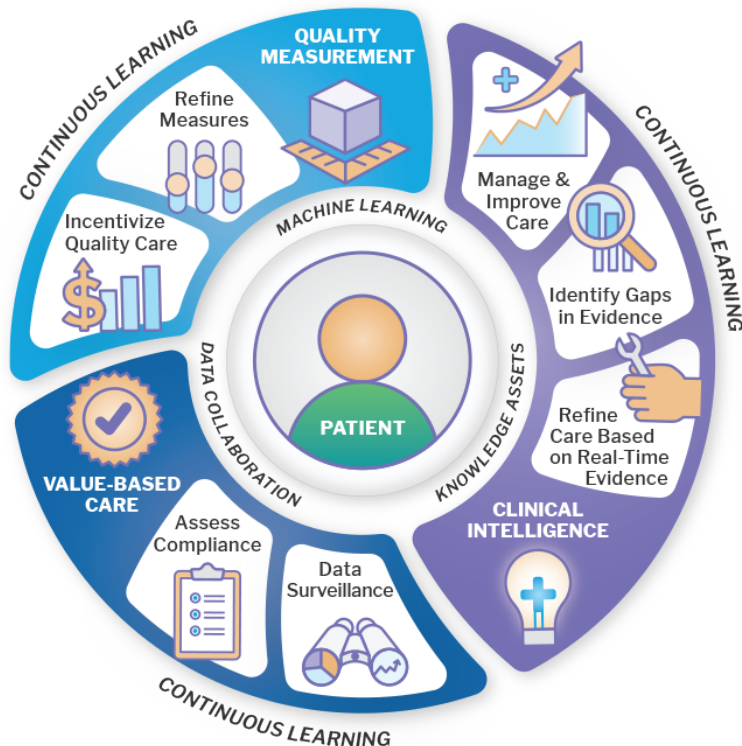 CONTINUOUS LEARNING
QUALITY
MEASUREMENT
Refine
Measures
Incentivize
Quality Care
CONTINUOUS LEARNING
Manage &
Improve
Care
Identify Gaps
in Evidence
Refine
Care Based
on Real-Time
Evidence
CLINICAL
INTELLIGENCE
MACHINE LEARNING
KNOWLEDGE ASSETS
DATA COLLABORATION
PATIENT
VALUE-BASED
CARE
Assess
Compliance
Data
Surveillance
CONTINUOUS LEARNING